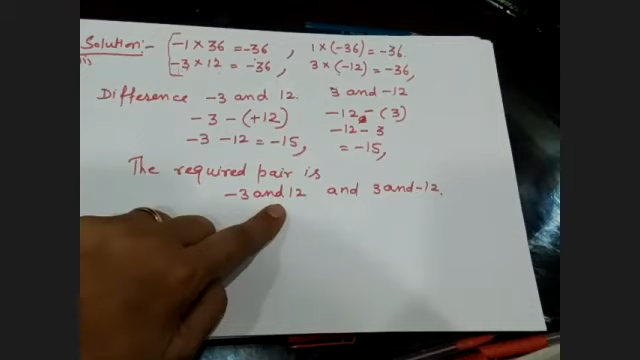 Solution:- -1 × 36 = -36 , 1 × (-36) = -36.
ii) -3 × 12 = -36 , 3 × (-12) = -36,
Difference -3 and 12. 3 and -12
-3 - (+12) -12 - (3)
-12 - 3
-3 -12 = -15, = -15,
The required pair is
-3 and 12 and 3 and -12.